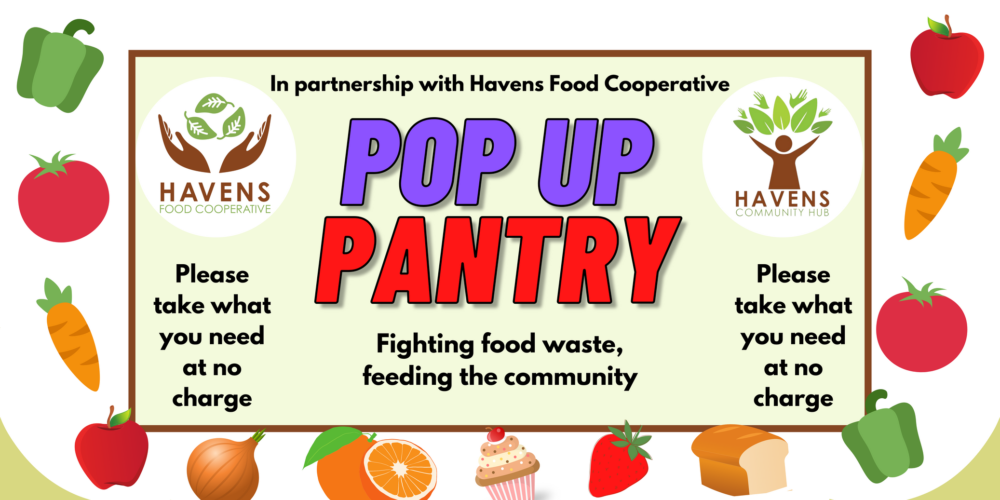 In partnership with Havens Food Cooperative
HAVENS
FOOD COOPERATIVE
POP UP
PANTRY
HAVENS
COMMUNITY HUB
Please
take what
you need
at no
charge
Fighting food waste,
feeding the community
Please
take what
you need
at no
charge